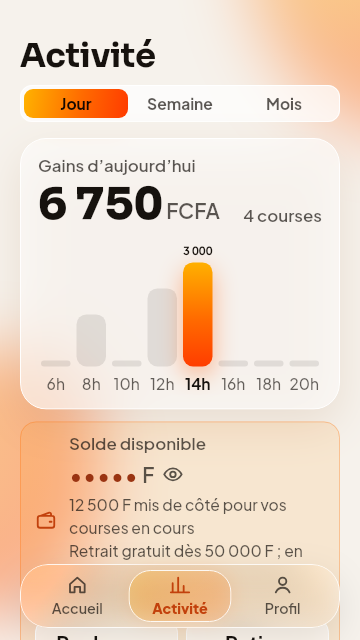 Activité
Jour Semaine Mois
Gains d’aujourd’hui
6 750 FCFA 4 courses
3 000
6h 8h 10h 12h 14h 16h 18h 20h
Solde disponible
••••• F
12 500 F mis de côté pour vos
courses en cours
Retrait gratuit dès 50 000 F ; en
Accueil Activité Profil